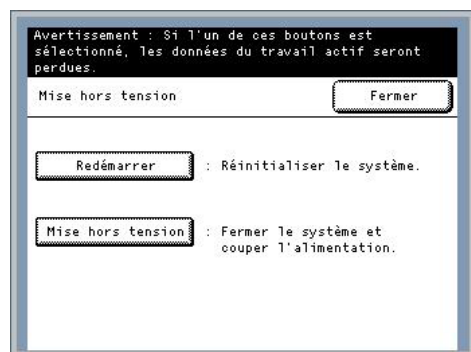 Avertissement : Si l'un de ces boutons est
sélectionné, les données du travail actif seront
perdues.
Mise hors tension
Fermer
Redémarrer : Réinitialiser le système.
Mise hors tension : Fermer le système et
couper l'alimentation.